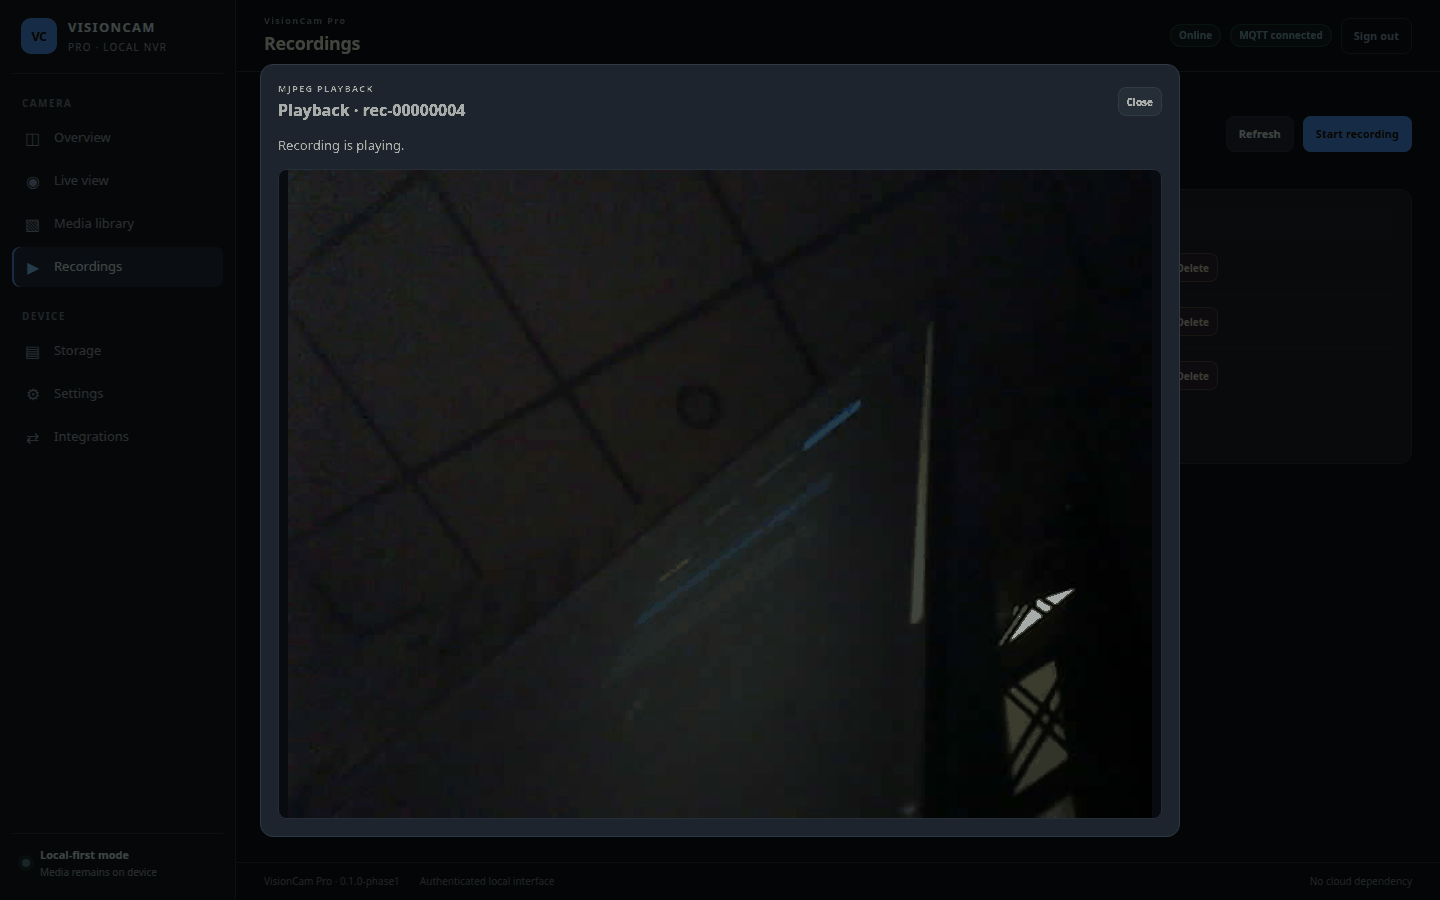 VC
VISIONCAM
PRO · LOCAL NVR
CAMERA
Overview
Live view
Media library
Recordings
DEVICE
Storage
Settings
Integrations
Local-first mode
Media remains on device
VisionCam Pro
Recordings
Online
MQTT connected
Sign out
Refresh
Start recording
MJPEG PLAYBACK
Playback · rec-00000004
Close
Recording is playing.
Delete
Delete
Delete
VisionCam Pro · 0.1.0-phase1
Authenticated local interface
No cloud dependency